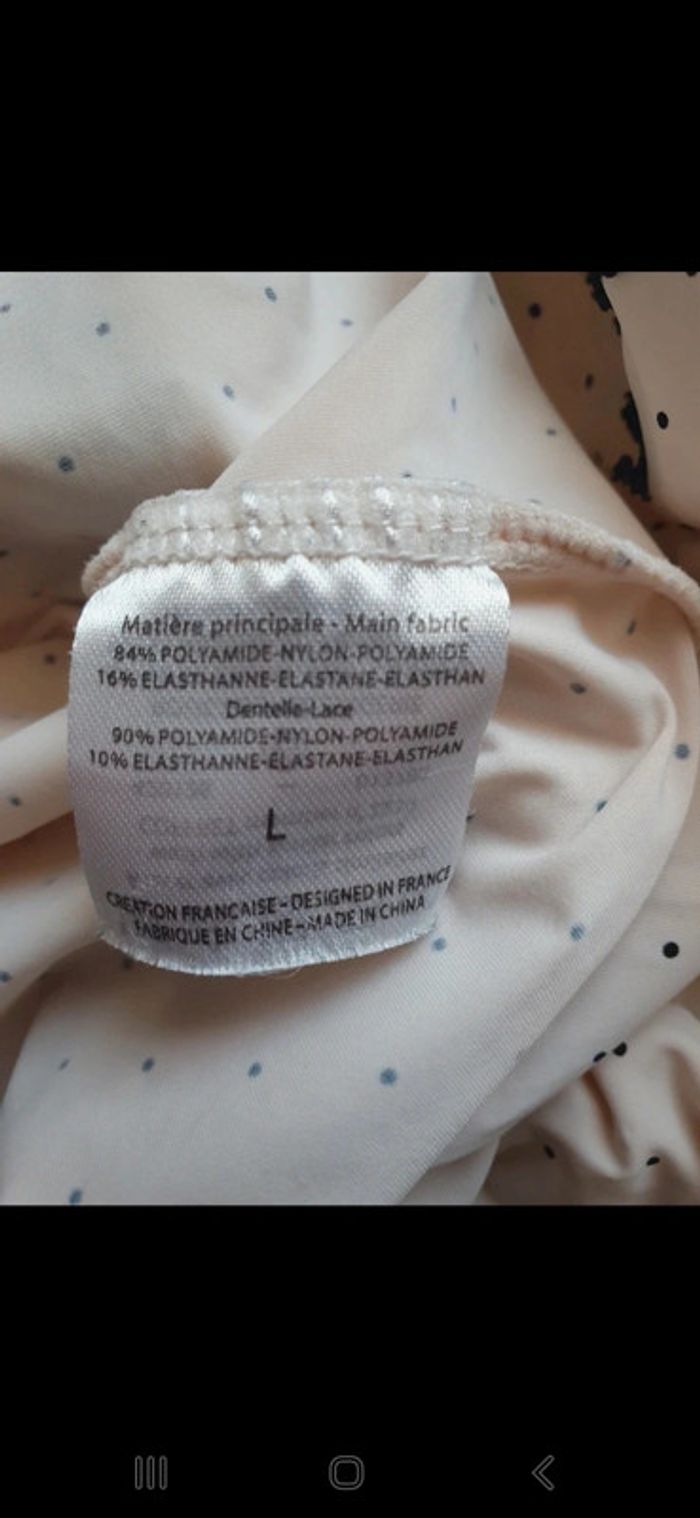 Matière principale - Main fabric
84% POLYAMIDE-NYLON-POLYAMIDE
16% ELASTHANNE-ELASTANE-ELASTHAN
Dentelle-Lace
90% POLYAMIDE-NYLON-POLYAMIDE
10% ELASTHANNE-ELASTANE-ELASTHAN
L
CREATION FRANCAISE - DESIGNED IN FRANCE
FABRIQUE EN CHINE - MADE IN CHINA